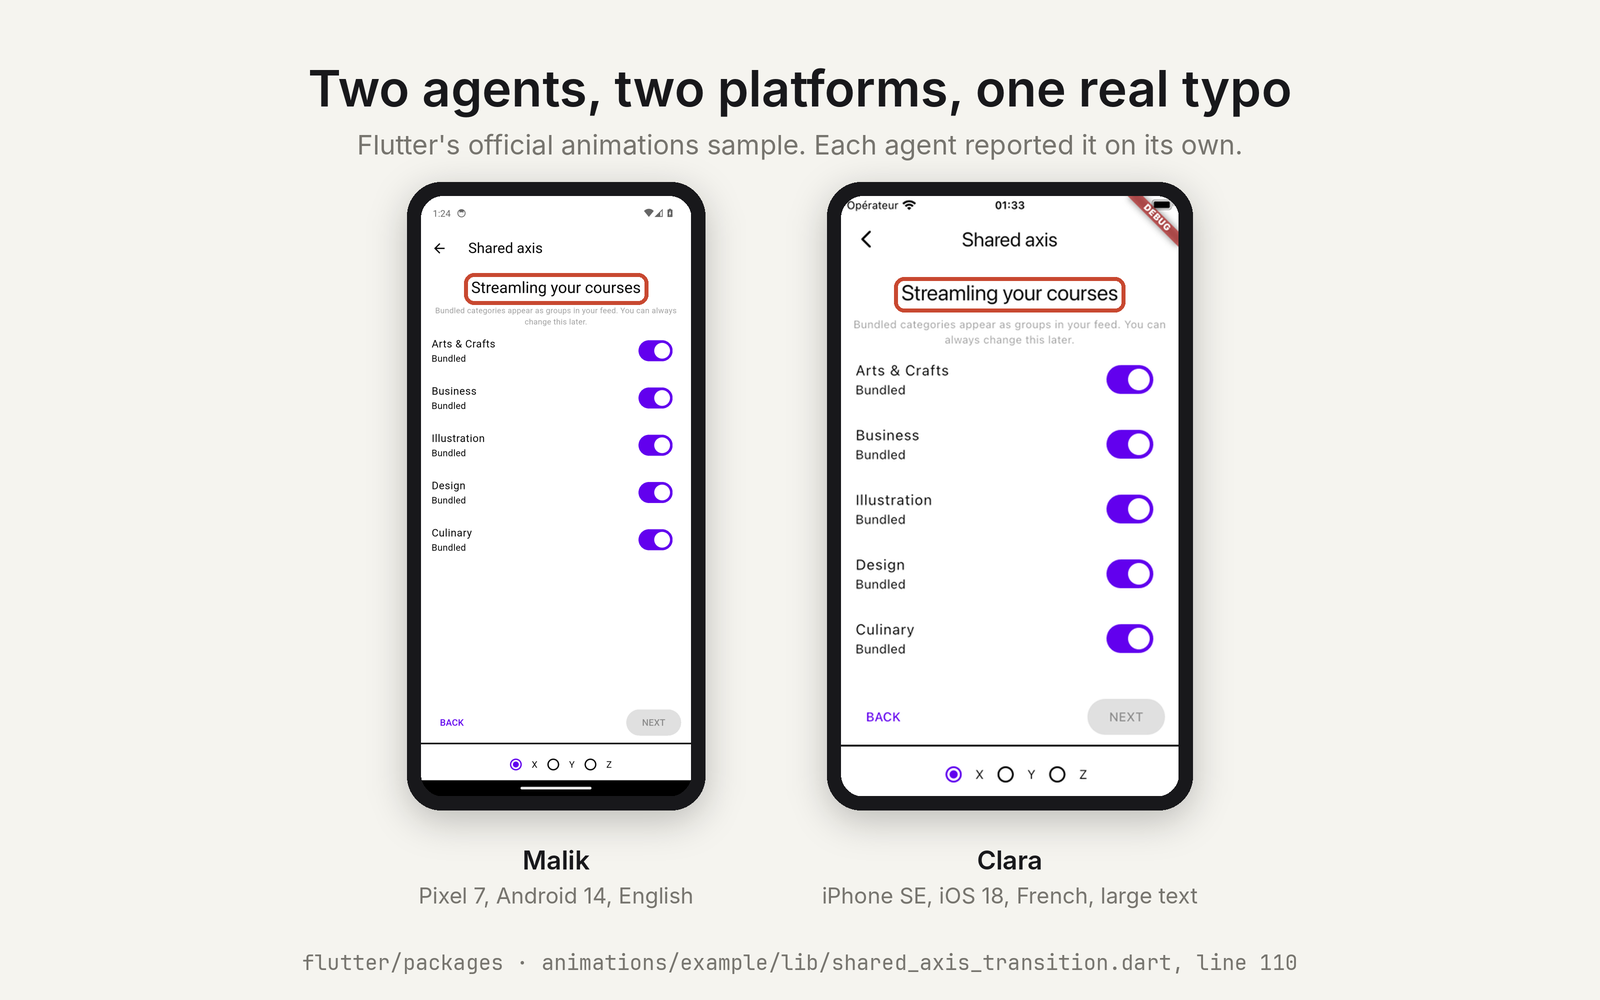 Two agents, two platforms, one real typo
Flutter's official animations sample. Each agent reported it on its own.
1:24
Shared axis
Streamling your courses
Bundled categories appear as groups in your feed. You can always
change this later.
Arts & Crafts
Bundled
Business
Bundled
Illustration
Bundled
Design
Bundled
Culinary
Bundled
BACK
NEXT
X Y Z
Malik
Pixel 7, Android 14, English
Opérateur 01:33
DEBUG
Shared axis
Streamling your courses
Bundled categories appear as groups in your feed. You can
always change this later.
Arts & Crafts
Bundled
Business
Bundled
Illustration
Bundled
Design
Bundled
Culinary
Bundled
BACK
NEXT
X Y Z
Clara
iPhone SE, iOS 18, French, large text
flutter/packages · animations/example/lib/shared_axis_transition.dart, line 110